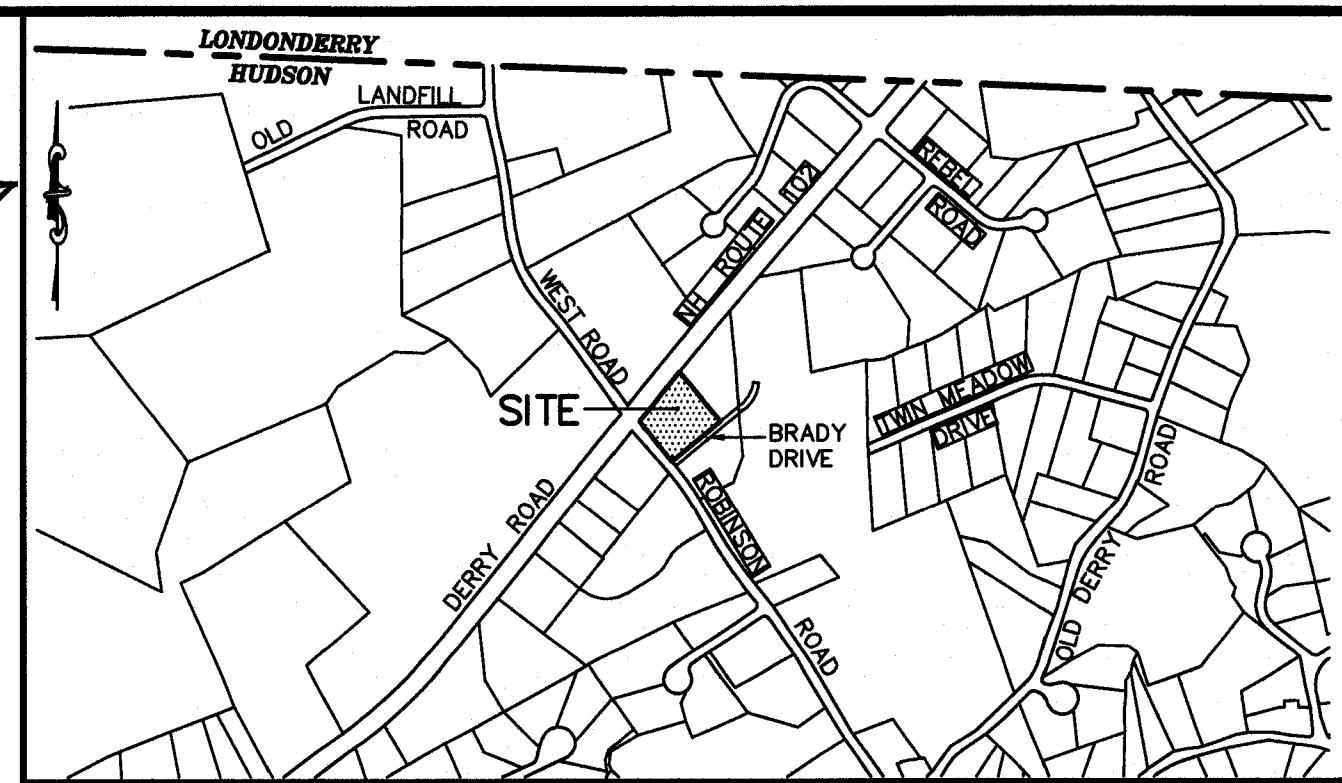 LONDONDERRY
HUDSON
OLD LANDFILL
ROAD
NH ROUTE 102
REBEL
ROAD
WEST ROAD
SITE
BRADY
DRIVE
TWIN MEADOW
DRIVE
DERRY ROAD
ROBINSON
ROAD
OLD DERRY ROAD